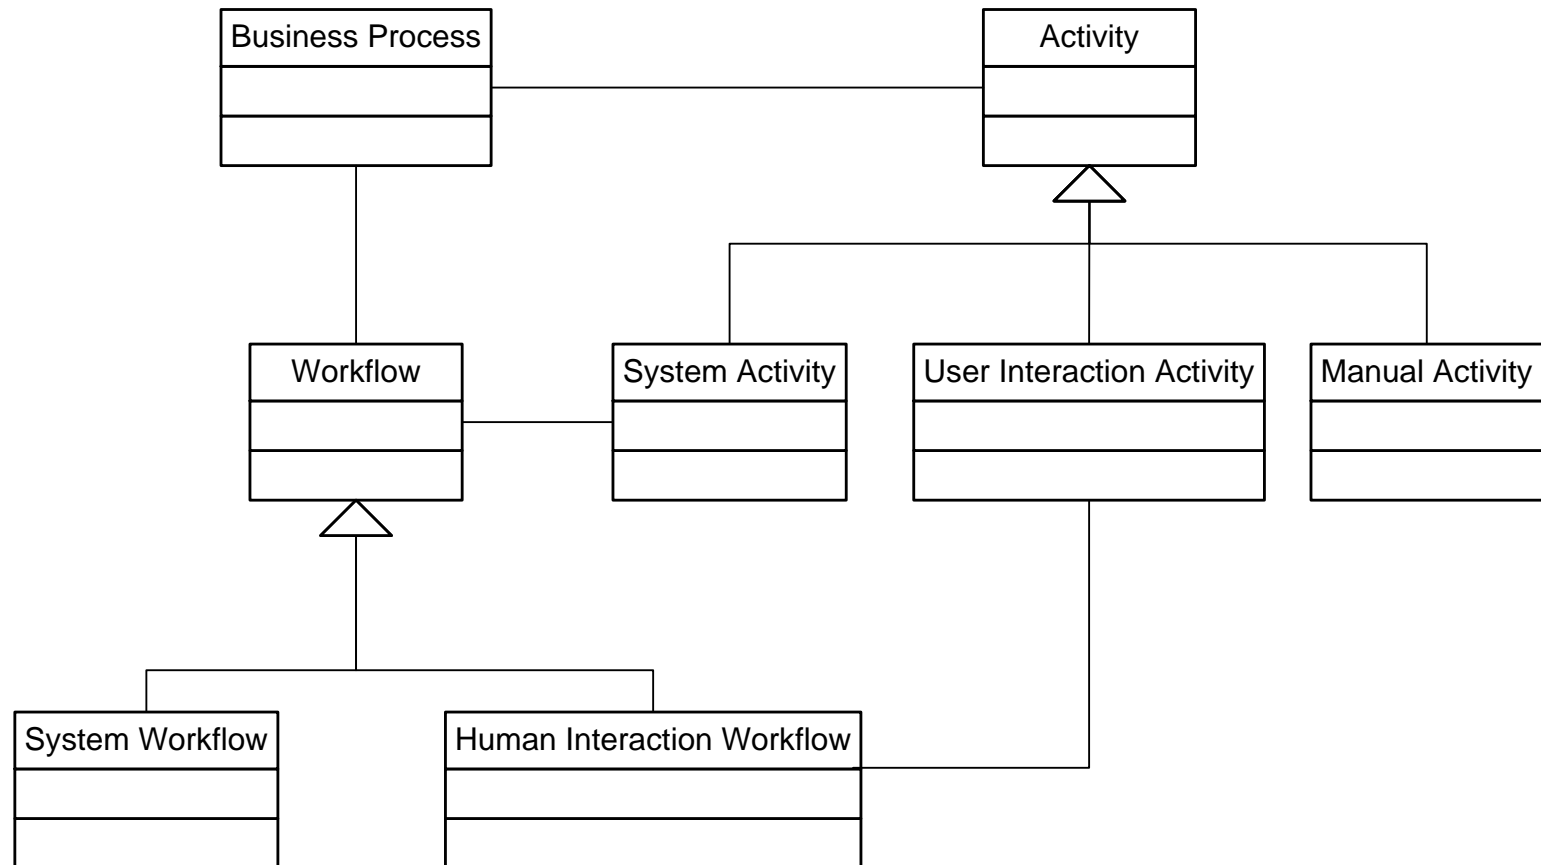 Business Process
Activity
Workflow
System Activity
User Interaction Activity
Manual Activity
System Workflow
Human Interaction Workflow